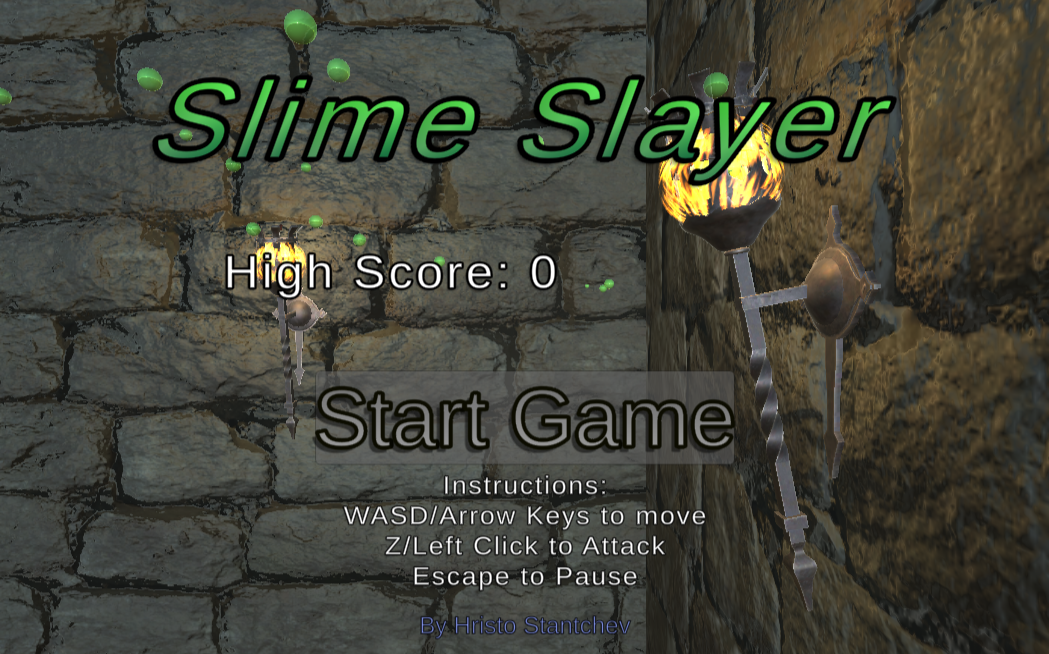 Slime Slayer
High Score: 0
Start Game
Instructions:
WASD/Arrow Keys to move
Z/Left Click to Attack
Escape to Pause
By Hristo Stantchev